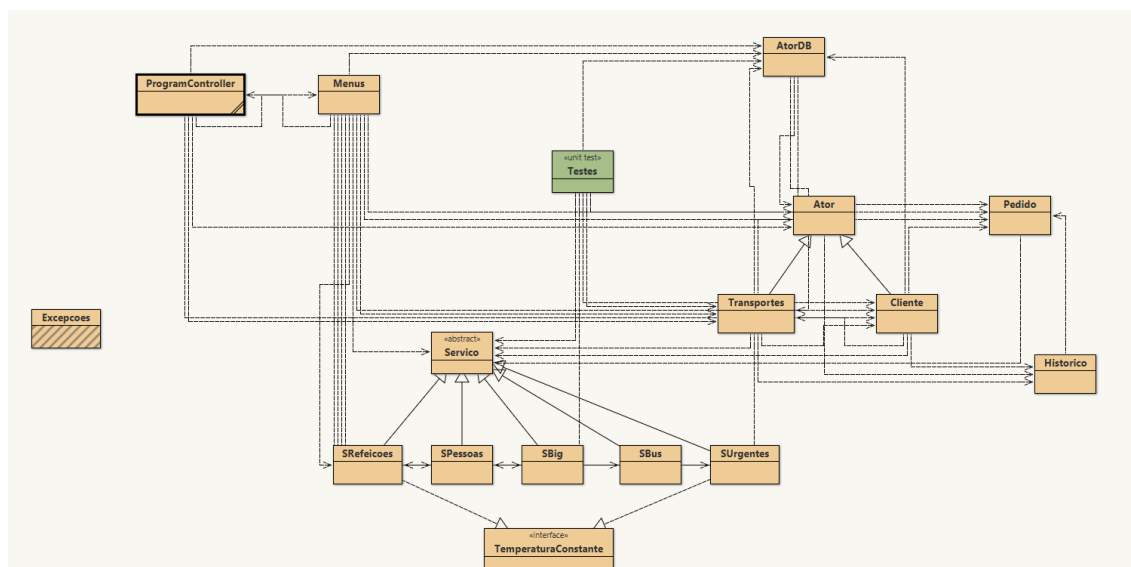 AtorDB
ProgramController
Menus
«unit test»
Testes
Ator
Pedido
Transportes
Cliente
Excepcoes
«abstract»
Servico
Historico
SRefeicoes
SPessoas
SBig
SBus
SUrgentes
«interface»
TemperaturaConstante